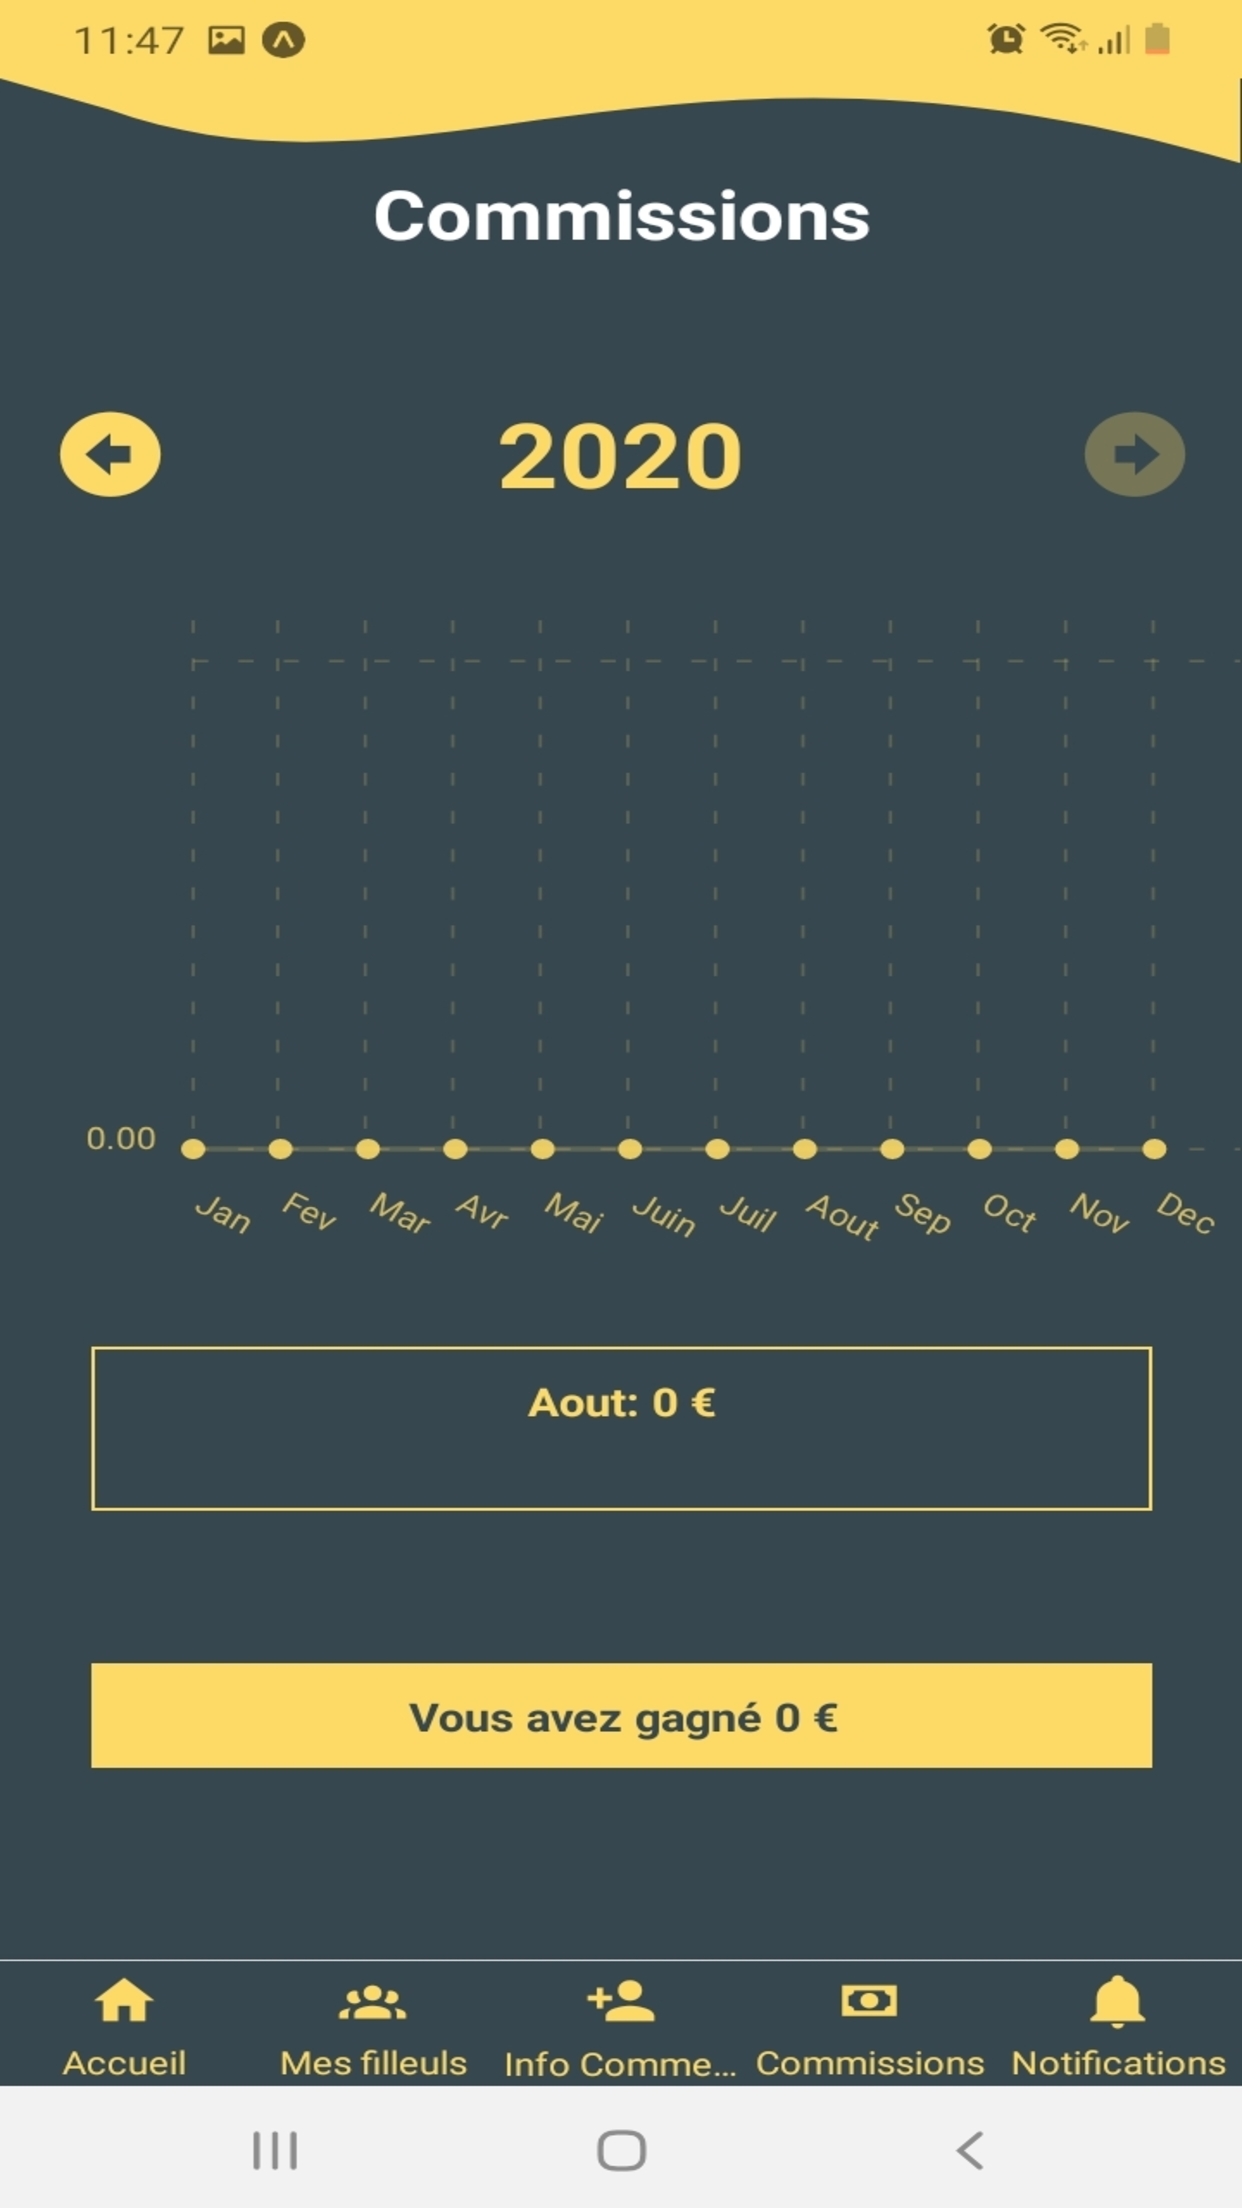 11:47
Commissions
2020
0.00
Jan Fev Mar Avr Mai Juin Juil Aout Sep Oct Nov Dec
Aout: 0 €
Vous avez gagné 0 €
Accueil Mes filleuls Info Comme... Commissions Notifications